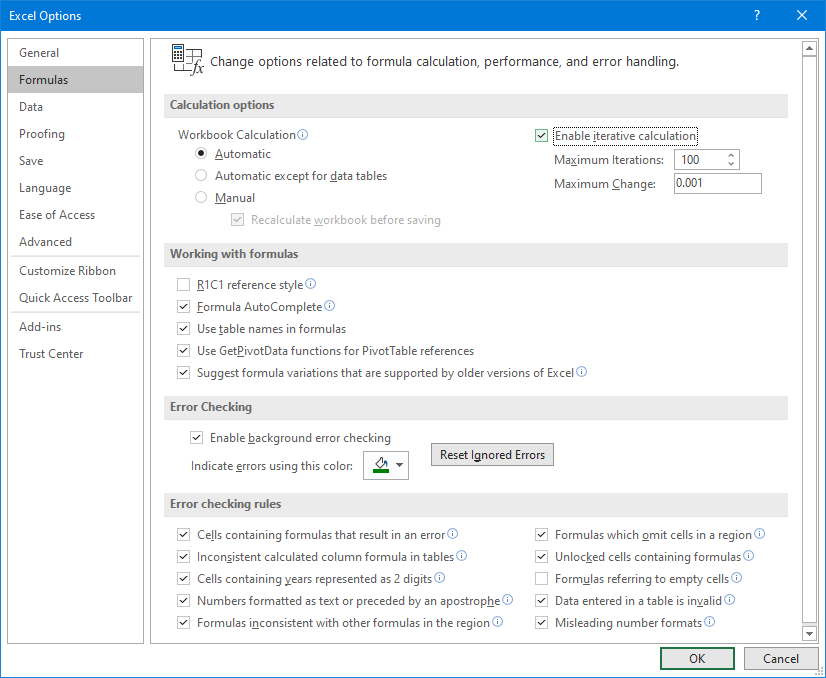 Excel Options
?
General
Formulas
Data
Proofing
Save
Language
Ease of Access
Advanced
Customize Ribbon
Quick Access Toolbar
Add-ins
Trust Center
fx
Change options related to formula calculation, performance, and error handling.
Calculation options
Workbook Calculation
Automatic
Automatic except for data tables
Manual
Recalculate workbook before saving
Enable iterative calculation
Maximum Iterations: 100
Maximum Change: 0.001
Working with formulas
R1C1 reference style
Formula AutoComplete
Use table names in formulas
Use GetPivotData functions for PivotTable references
Suggest formula variations that are supported by older versions of Excel
Error Checking
Enable background error checking
Indicate errors using this color:
Reset Ignored Errors
Error checking rules
Cells containing formulas that result in an error
Inconsistent calculated column formula in tables
Cells containing years represented as 2 digits
Numbers formatted as text or preceded by an apostrophe
Formulas inconsistent with other formulas in the region
Formulas which omit cells in a region
Unlocked cells containing formulas
Formulas referring to empty cells
Data entered in a table is invalid
Misleading number formats
OK
Cancel